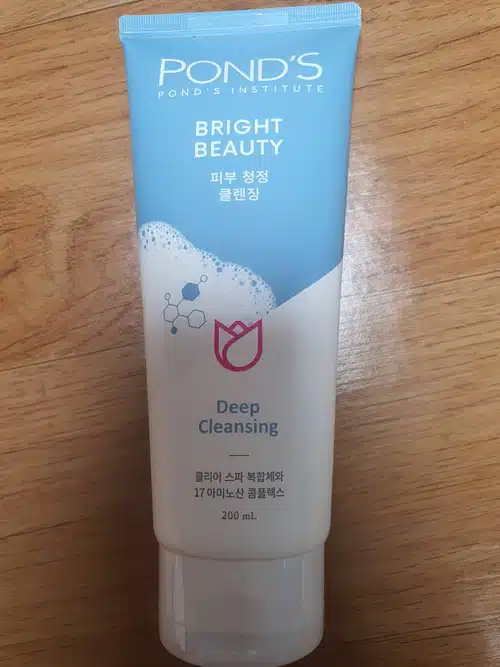 POND'S
POND'S INSTITUTE
BRIGHT
BEAUTY
피부 청정
클렌징
Deep
Cleansing
클리어 스파 복합체와
17 아미노산 콤플렉스
200 mL